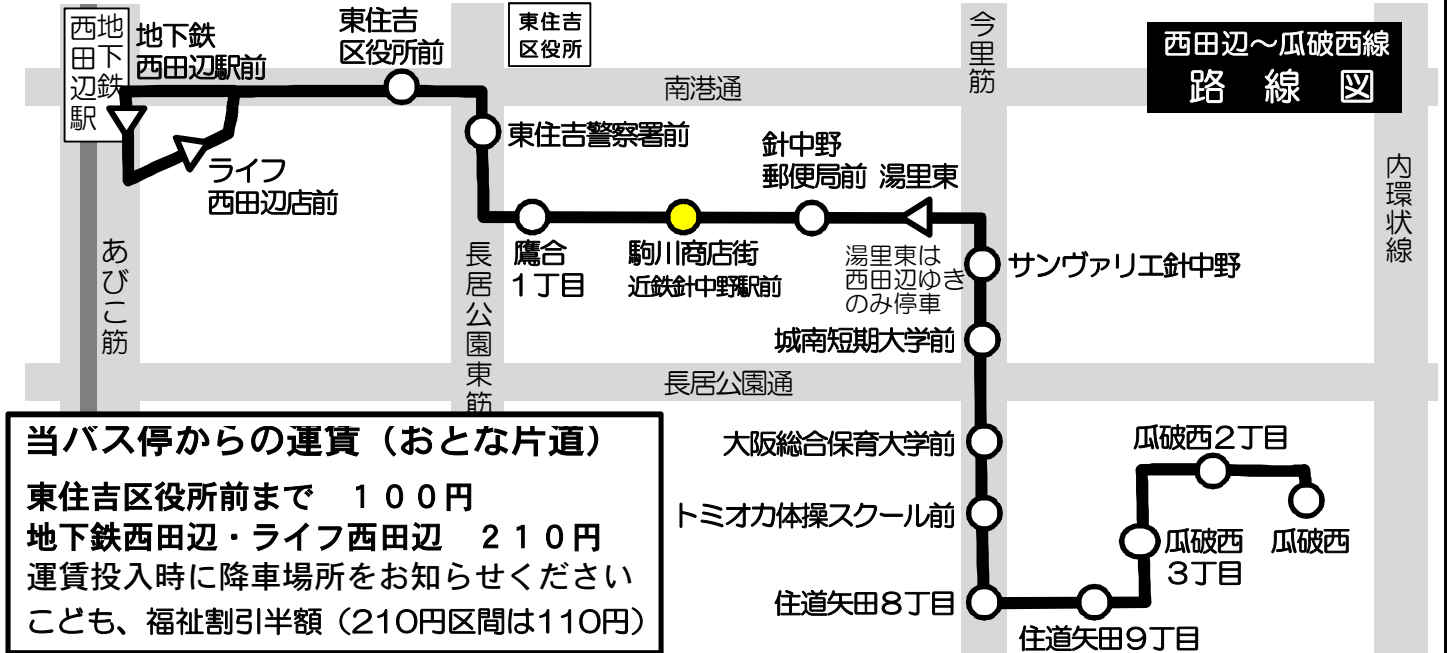 地下鉄
西田辺駅
地下鉄
西田辺駅前
東住吉
区役所前
東住吉
区役所
今里筋
西田辺～瓜破西線
路線図
南港通
東住吉警察署前
針中野
郵便局前
湯里東
ライフ
西田辺店前
内環状線
あびこ筋
長居公園東筋
鷹合
1丁目
駒川商店街
近鉄針中野駅前
湯里東は
西田辺ゆき
のみ停車
サンヴァリエ針中野
城南短期大学前
長居公園通
当バス停からの運賃（おとな片道）
東住吉区役所前まで　１００円
地下鉄西田辺・ライフ西田辺　２１０円
運賃投入時に降車場所をお知らせください
こども、福祉割引半額（210円区間は110円）
大阪総合保育大学前
瓜破西2丁目
トミオカ体操スクール前
瓜破西
3丁目
瓜破西
住道矢田8丁目
住道矢田9丁目